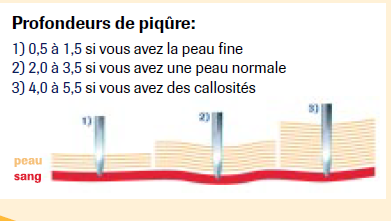 Profondeurs de piqûre:
1) 0,5 à 1,5 si vous avez la peau fine
2) 2,0 à 3,5 si vous avez une peau normale
3) 4,0 à 5,5 si vous avez des callosités
1) 2) 3)
peau
sang